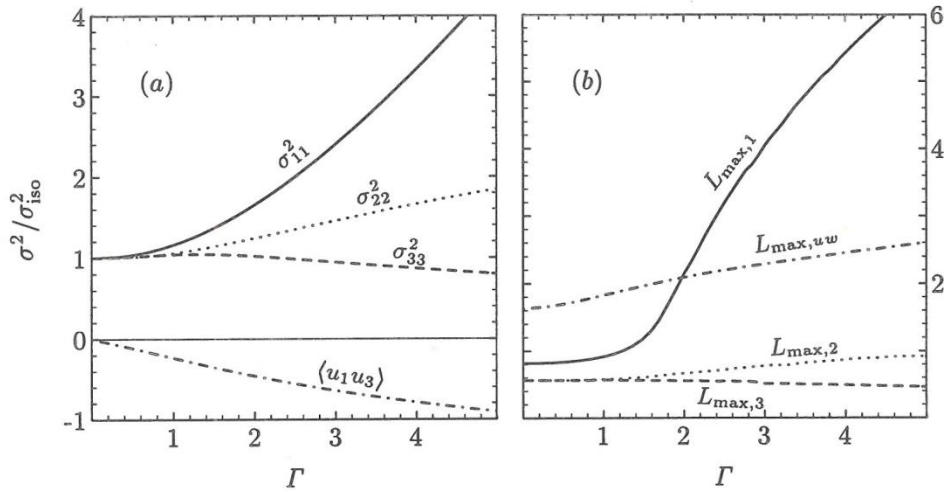 4
3
2
1
0
-1
σ²/σ²iso
(a)
σ²₁₁
σ²₂₂
σ²₃₃
⟨u₁u₃⟩
1 2 3 4
Γ
(b)
6
4
2
Lmax,1
Lmax,uw
Lmax,2
Lmax,3
1 2 3 4
Γ